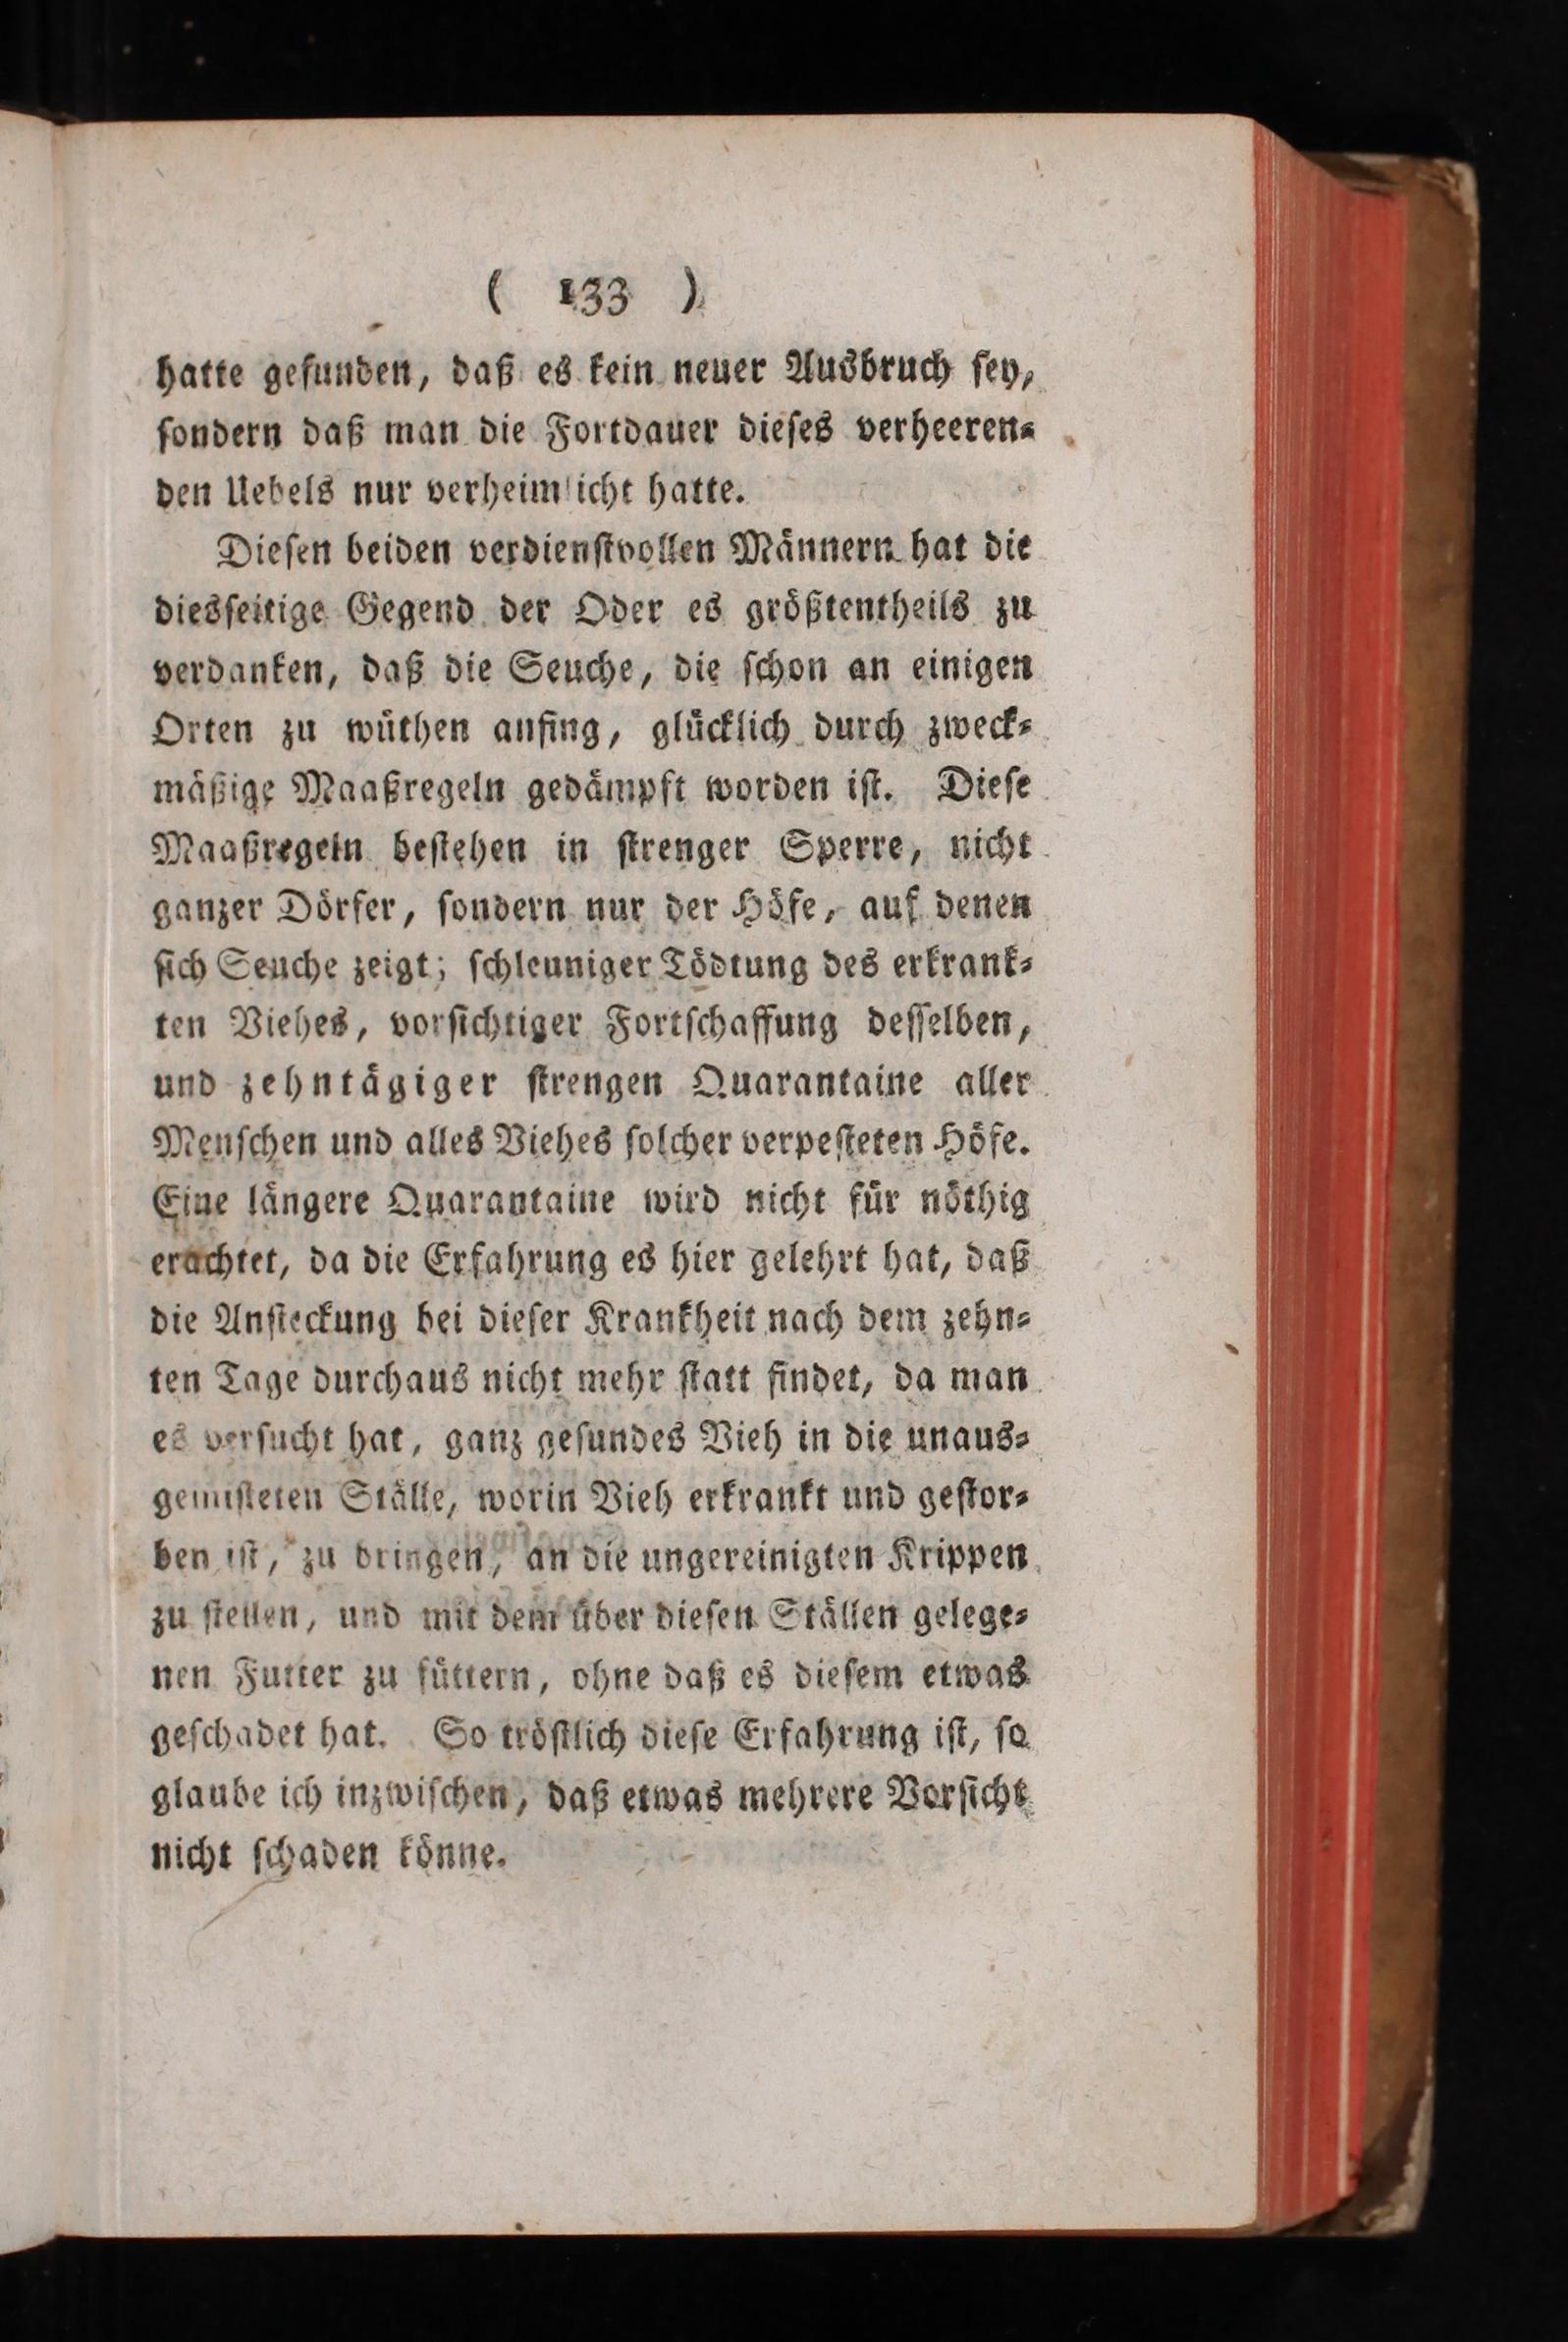 ( 133 )
hatte gefunden, daß es kein neuer Ausbruch ſey,
ſondern daß man die Fortdauer dieſes verheeren⸗
den Uebels nur verheimlicht hatte.
Dieſen beiden verdienſtvollen Männern hat die
diesſeitige Gegend der Oder es größtentheils zu
verdanken, daß die Seuche, die ſchon an einigen
Orten zu wüthen anfing, glücklich durch zweck⸗
mäßige Maaßregeln gedämpft worden iſt. Dieſe
Maaßregeln beſtehen in ſtrenger Sperre, nicht
ganzer Dörfer, ſondern nur der Höfe, auf denen
ſich Seuche zeigt; ſchleuniger Tödtung des erkrank⸗
ten Viehes, vorſichtiger Fortſchaffung deſſelben,
und zehntägiger ſtrengen Quarantaine aller
Menſchen und alles Viehes ſolcher verpeſteten Höfe.
Eine längere Quarantaine wird nicht für nöthig
erachtet, da die Erfahrung es hier gelehrt hat, daß
die Anſteckung bei dieſer Krankheit nach dem zehn⸗
ten Tage durchaus nicht mehr ſtatt findet, da man
es verſucht hat, ganz geſundes Vieh in die unaus⸗
gemiſteten Ställe, worin Vieh erkrankt und geſtor⸗
ben iſt, zu bringen, an die ungereinigten Krippen
zu ſtellen, und mit dem über dieſen Ställen gelege⸗
nen Futter zu füttern, ohne daß es dieſem etwas
geſchadet hat. So tröſtlich dieſe Erfahrung iſt, ſo
glaube ich inzwiſchen, daß etwas mehrere Vorſicht
nicht ſchaden könne.